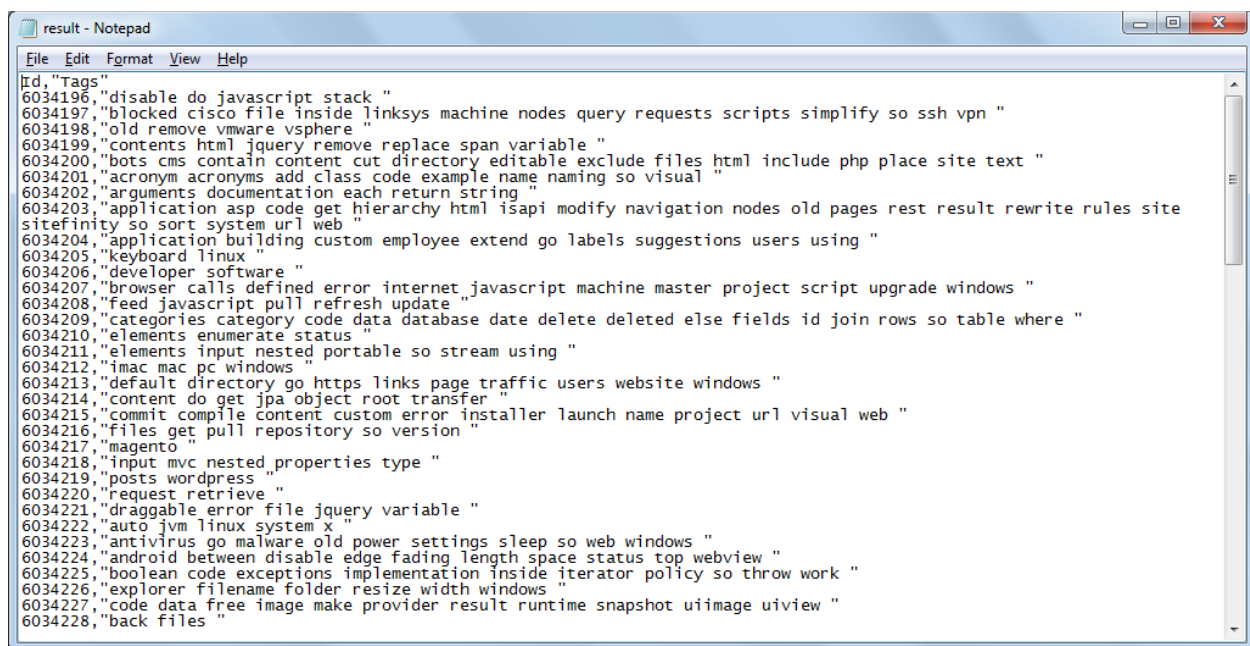 result - Notepad
File Edit Format View Help
Id,"Tags"
6034196,"disable do javascript stack "
6034197,"blocked cisco file inside linksys machine nodes query requests scripts simplify so ssh vpn "
6034198,"old remove vmware vsphere "
6034199,"contents html jquery remove replace span variable "
6034200,"bots cms contain content cut directory editable exclude files html include php place site text "
6034201,"acronym acronyms add class code example name naming so visual "
6034202,"arguments documentation each return string "
6034203,"application asp code get hierarchy html isapi modify navigation nodes old pages rest result rewrite rules site
sitefinity so sort system url web "
6034204,"application building custom employee extend go labels suggestions users using "
6034205,"keyboard linux "
6034206,"developer software "
6034207,"browser calls defined error internet javascript machine master project script upgrade windows "
6034208,"feed javascript pull refresh update "
6034209,"categories category code data database date delete deleted else fields id join rows so table where "
6034210,"elements enumerate status "
6034211,"elements input nested portable so stream using "
6034212,"imac mac pc windows "
6034213,"default directory go https links page traffic users website windows "
6034214,"content do get jpa object root transfer "
6034215,"commit compile content custom error installer launch name project url visual web "
6034216,"files get pull repository so version "
6034217,"magento "
6034218,"input mvc nested properties type "
6034219,"posts wordpress "
6034220,"request retrieve "
6034221,"draggable error file jquery variable "
6034222,"auto jvm linux system x "
6034223,"antivirus go malware old power settings sleep so web windows "
6034224,"android between disable edge fading length space status top webview "
6034225,"boolean code exceptions implementation inside iterator policy so throw work "
6034226,"explorer filename folder resize width windows "
6034227,"code data free image make provider result runtime snapshot uiimage uiview "
6034228,"back files "